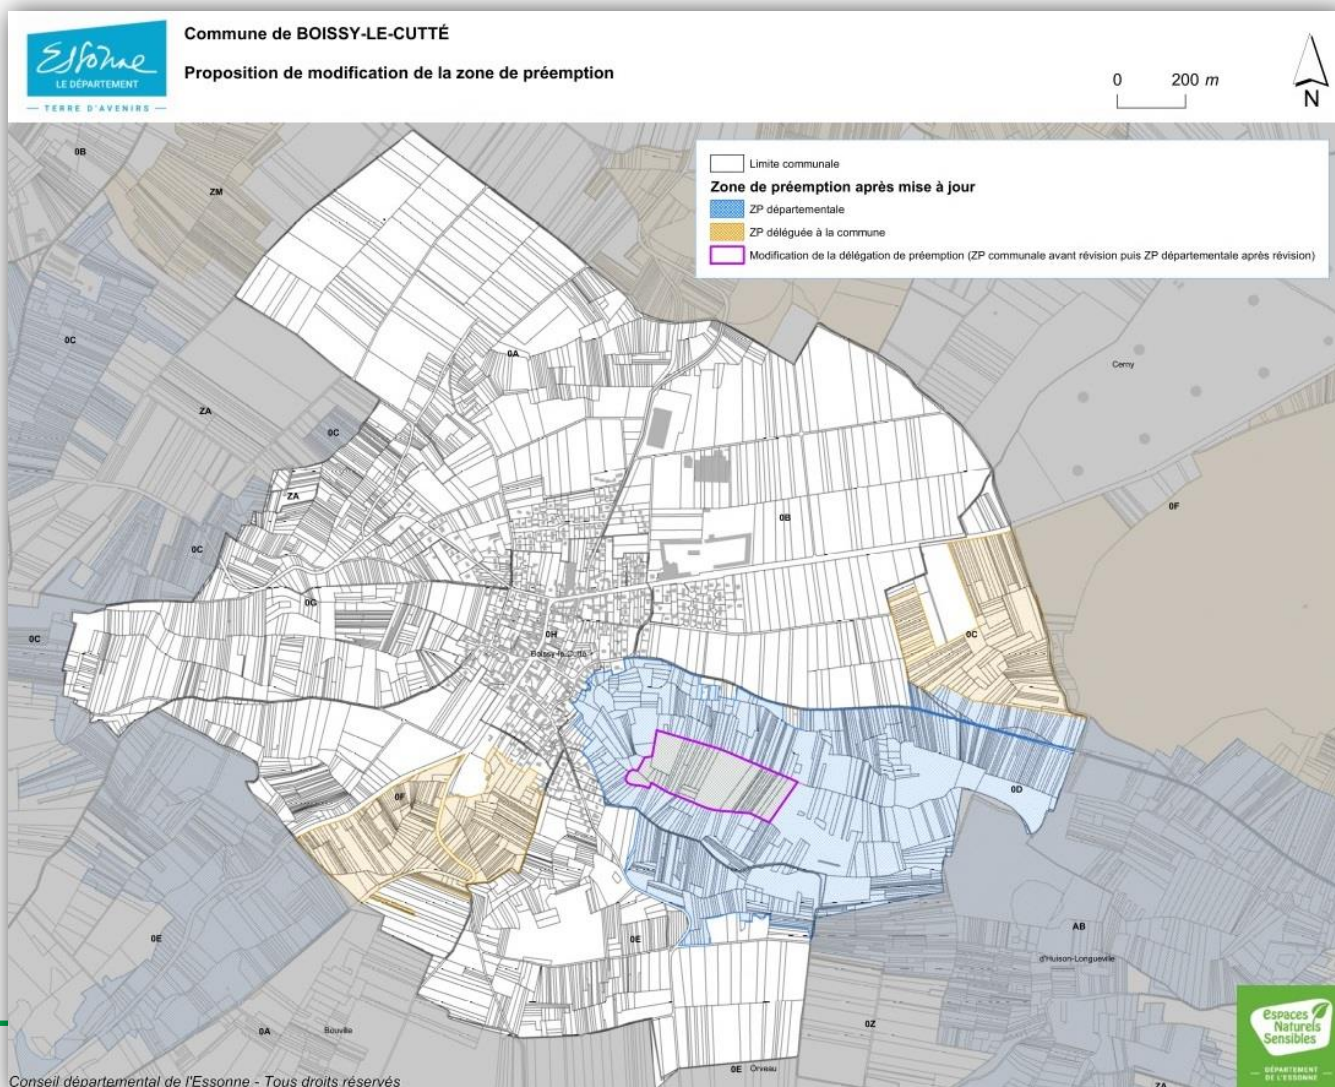 Essonne
LE DÉPARTEMENT
TERRE D'AVENIRS
Commune de BOISSY-LE-CUTTÉ
Proposition de modification de la zone de préemption
0 200 m
N
Limite communale
Zone de préemption après mise à jour
ZP départementale
ZP déléguée à la commune
Modification de la délégation de préemption (ZP communale avant révision puis ZP départementale après révision)
0B
ZM
0C
0A
Cerny
ZA
0C
ZA
0F
0B
0C
0G
0C
0H
Boissy-le-Cutté
0C
0D
0F
AB
0E
0E
d'Huison-Longueville
0A
Bouville
0Z
0E
Orveau
ZA
Espaces
Naturels
Sensibles
DÉPARTEMENT
DE L'ESSONNE
Conseil départemental de l'Essonne - Tous droits réservés